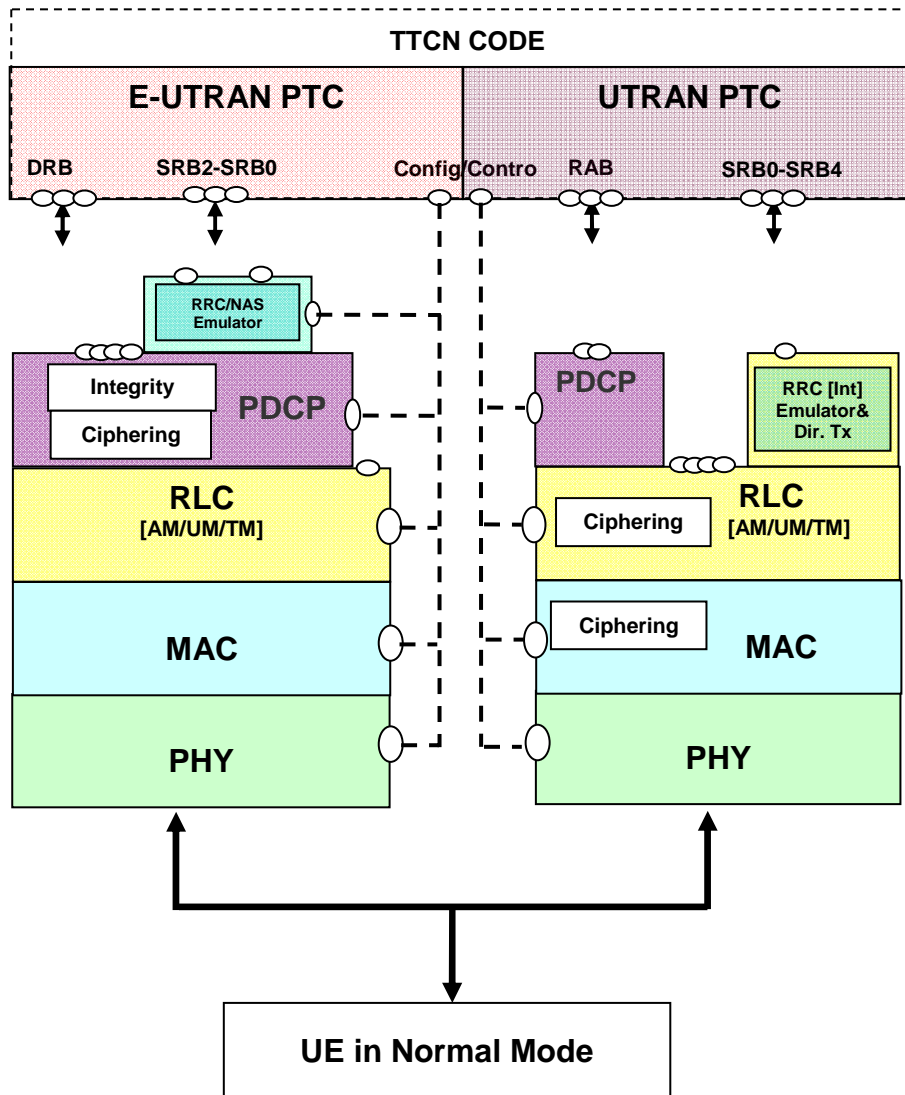 TTCN CODE
E-UTRAN PTC
UTRAN PTC
DRB
SRB2-SRB0
Config/Contro
RAB
SRB0-SRB4
RRC/NAS
Emulator
Integrity
Ciphering
PDCP
RLC
[AM/UM/TM]
MAC
PHY
PDCP
RRC [Int]
Emulator&
Dir. Tx
RLC
[AM/UM/TM]
Ciphering
Ciphering
MAC
PHY
UE in Normal Mode